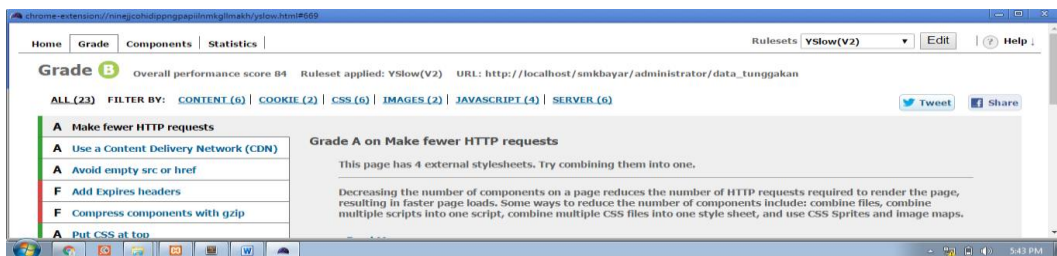 chrome-extension://ninejjcohidippngpapiilnmkgllmakh/yslow.html#669
Home Grade Components Statistics Rulesets YSlow(V2) Edit ? Help ↓
Grade B Overall performance score 84 Ruleset applied: YSlow(V2) URL: http://localhost/smkbayar/administrator/data_tunggakan
ALL (23) FILTER BY: CONTENT (6) | COOKIE (2) | CSS (6) | IMAGES (2) | JAVASCRIPT (4) | SERVER (6) Tweet Share
A Make fewer HTTP requests
A Use a Content Delivery Network (CDN)
A Avoid empty src or href
F Add Expires headers
F Compress components with gzip
A Put CSS at top
Grade A on Make fewer HTTP requests
This page has 4 external stylesheets. Try combining them into one.
Decreasing the number of components on a page reduces the number of HTTP requests required to render the page,
resulting in faster page loads. Some ways to reduce the number of components include: combine files, combine
multiple scripts into one script, combine multiple CSS files into one style sheet, and use CSS Sprites and image maps.
5:43 PM